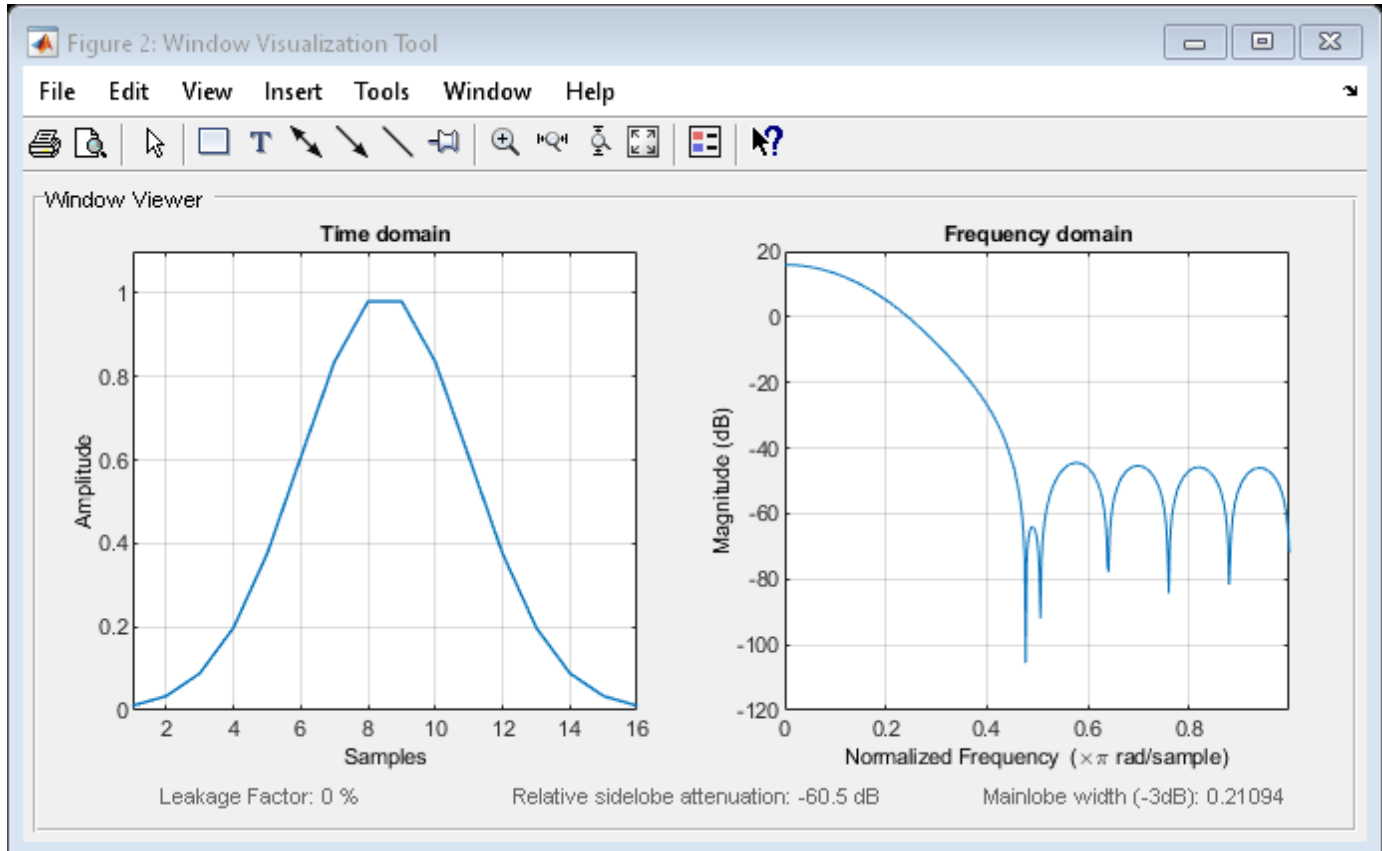 Figure 2: Window Visualization Tool
File Edit View Insert Tools Window Help
T
?
Window Viewer
Time domain
1
0.8
0.6
0.4
0.2
0
Amplitude
2 4 6 8 10 12 14 16
Samples
Frequency domain
20
0
-20
-40
-60
-80
-100
-120
Magnitude (dB)
0 0.2 0.4 0.6 0.8
Normalized Frequency (×π rad/sample)
Leakage Factor: 0 % Relative sidelobe attenuation: -60.5 dB Mainlobe width (-3dB): 0.21094